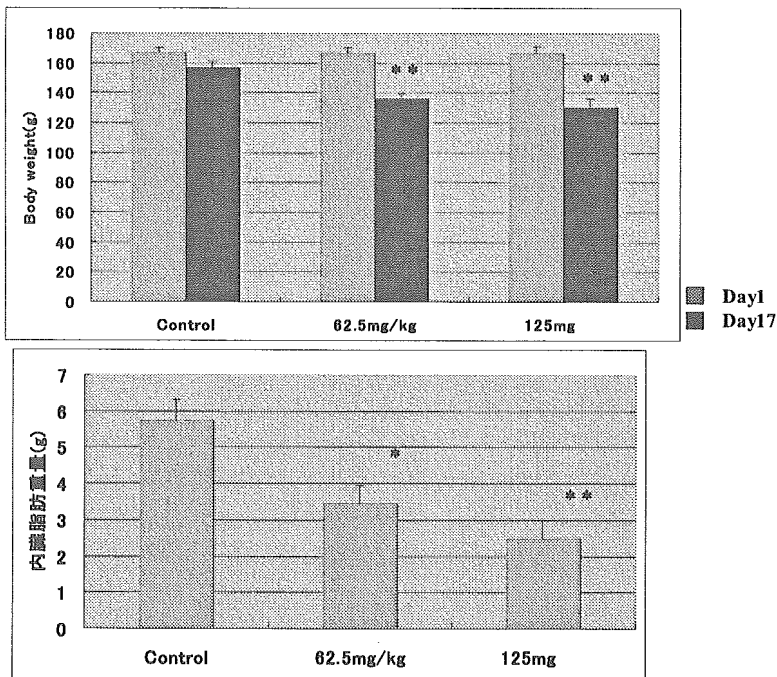 180
160
140
120
100
80
60
40
20
0
Body weight(g)
**
**
Control
62.5mg/kg
125mg
Day1
Day17
7
6
5
4
3
2
1
0
内臓脂肪重量(g)
*
**
Control
62.5mg/kg
125mg